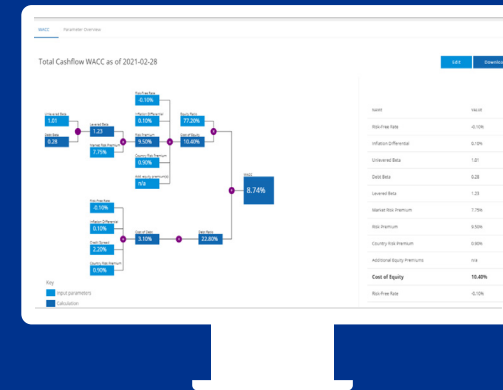 WACC Parameter Overview
Total Cashflow WACC as of 2021-02-28
Edit Downloa
Risk-Free Rate
-0.10%
Unlevered Beta
1.01
Inflation Differential
0.10%
Equity Ratio
77.20%
Levered Beta
1.23
Debt Beta
0.28
Risk Premium
9.50%
Cost of Equity
10.40%
Market Risk Premium
7.75%
Country Risk Premium
0.90%
n/a
WACC
8.74%
Risk-Free Rate
-0.10%
Inflation Differential
0.10%
Cost of Debt
3.10%
Debt Ratio
22.80%
Credit Spread
2.20%
Country Risk Premium
0.90%
Key
Input parameters
Calculation
NAME VALUE
Risk-Free Rate -0.10%
Inflation Differential 0.10%
Unlevered Beta 1.01
Debt Beta 0.28
Levered Beta 1.23
Market Risk Premium 7.75%
Risk Premium 9.50%
Country Risk Premium 0.90%
Additional Equity Premiums n/a
Cost of Equity 10.40%
Risk-Free Rate -0.10%